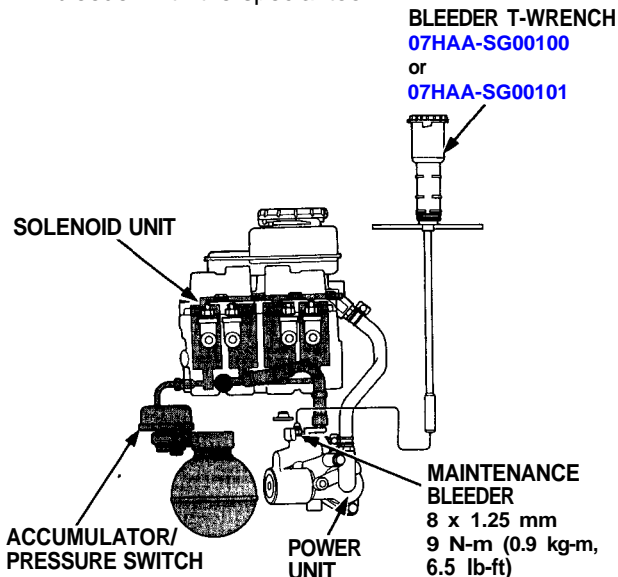 BLEEDER T-WRENCH
07HAA-SG00100
or
07HAA-SG00101
SOLENOID UNIT
MAINTENANCE
BLEEDER
8 x 1.25 mm
9 N-m (0.9 kg-m,
6.5 lb-ft)
ACCUMULATOR/
PRESSURE SWITCH
POWER
UNIT